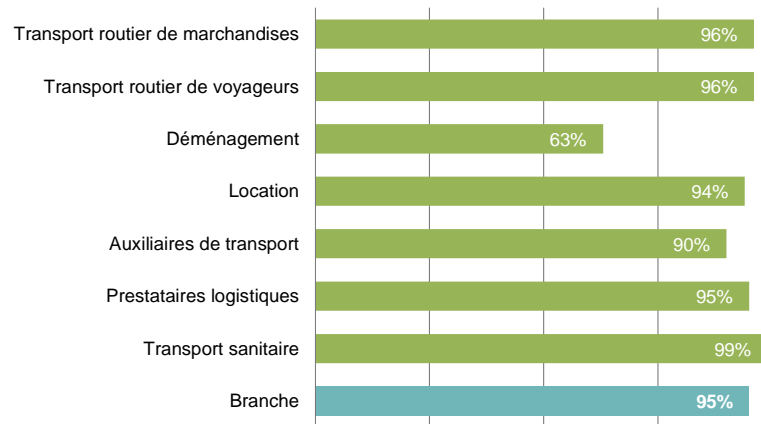 Transport routier de marchandises 96%
Transport routier de voyageurs 96%
Déménagement 63%
Location 94%
Auxiliaires de transport 90%
Prestataires logistiques 95%
Transport sanitaire 99%
Branche 95%